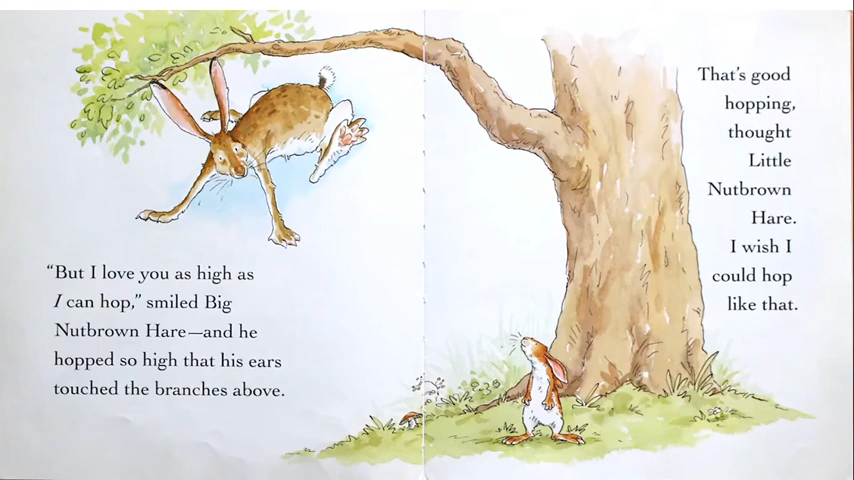 “But I love you as high as
I can hop,” smiled Big
Nutbrown Hare—and he
hopped so high that his ears
touched the branches above.
That’s good
hopping,
thought
Little
Nutbrown
Hare.
I wish I
could hop
like that.